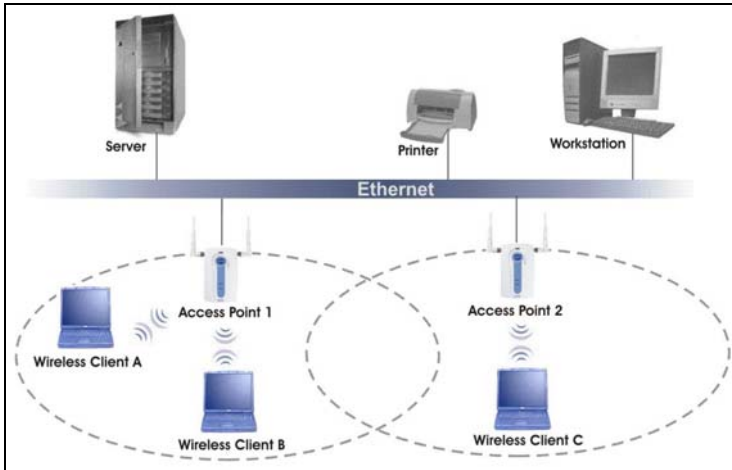 Server
Printer
Workstation
Ethernet
Access Point 1
Access Point 2
Wireless Client A
Wireless Client B
Wireless Client C